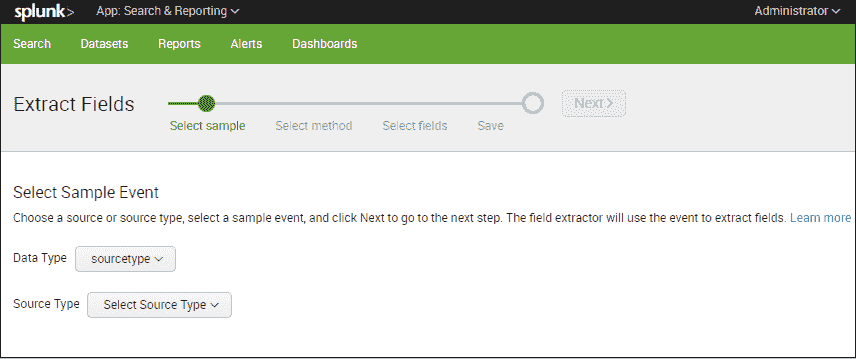 splunk> App: Search & Reporting Administrator
Search Datasets Reports Alerts Dashboards
Extract Fields Next >
Select sample Select method Select fields Save
Select Sample Event
Choose a source or source type, select a sample event, and click Next to go to the next step. The field extractor will use the event to extract fields. Learn more
Data Type sourcetype
Source Type Select Source Type